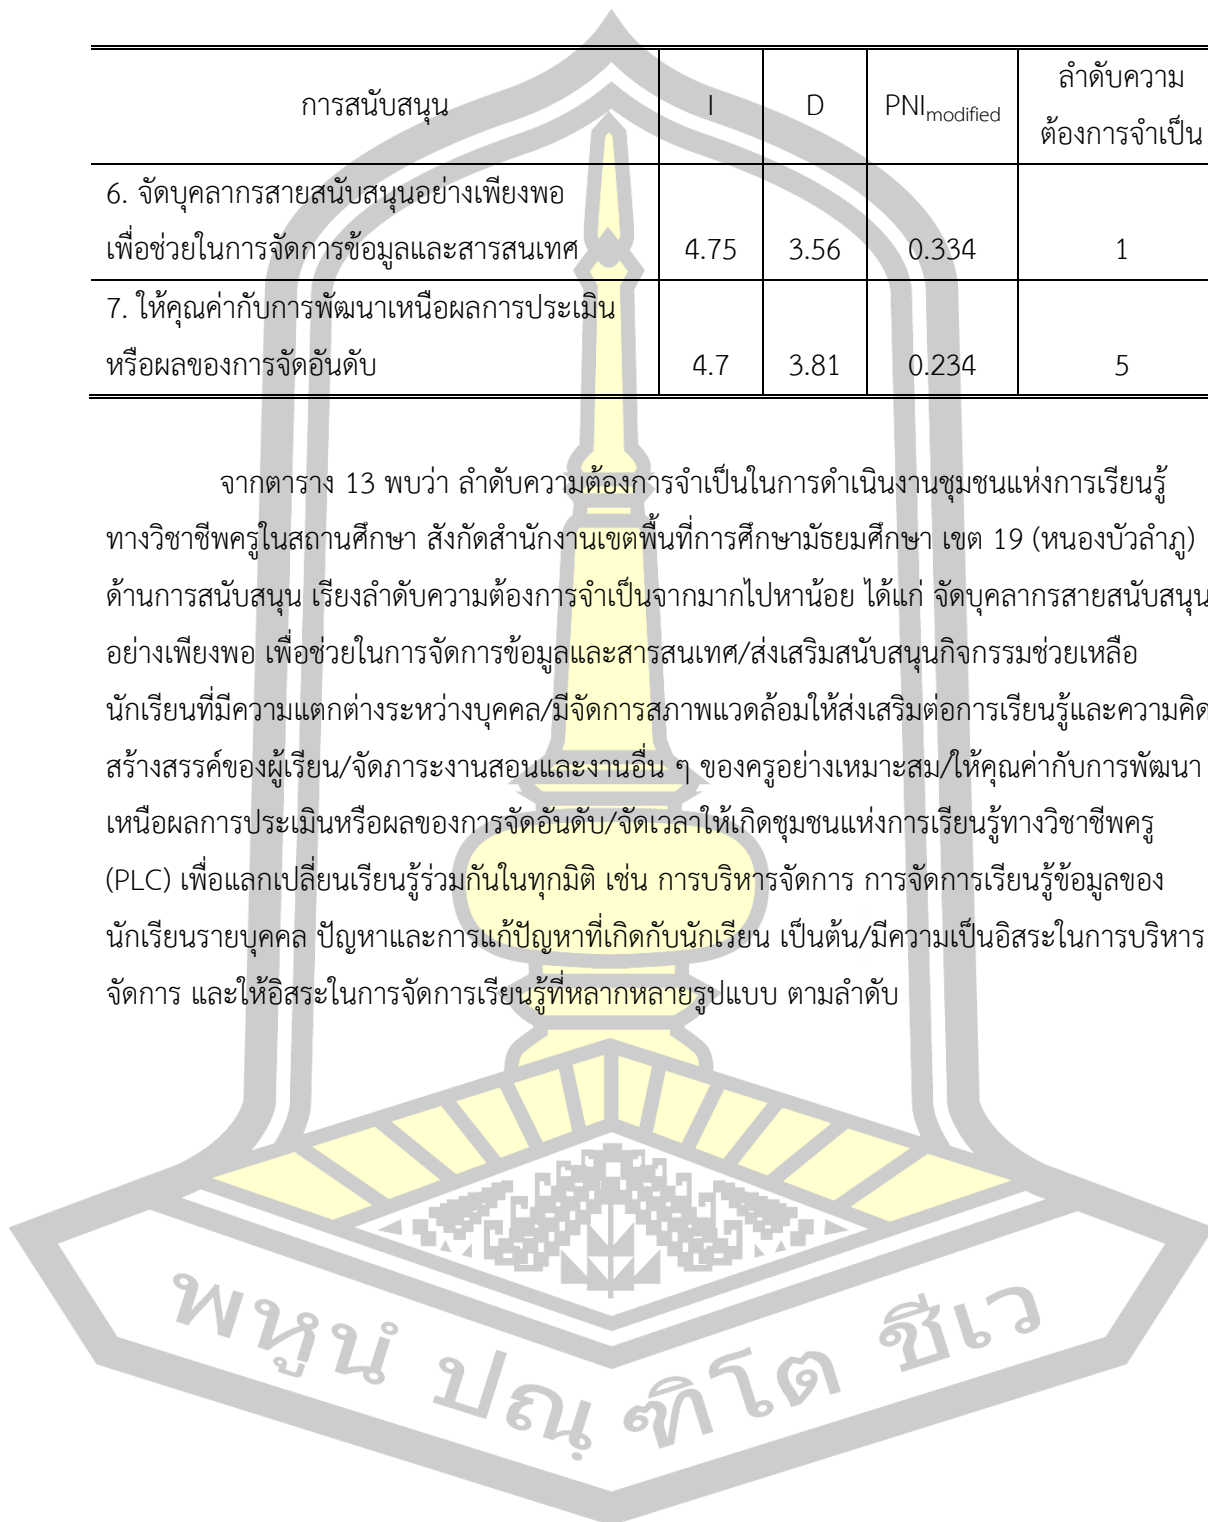 การสนับสนุน I D PNImodified ลำดับความ
ต้องการจำเป็น
6. จัดบุคลากรสายสนับสนุนอย่างเพียงพอ
เพื่อช่วยในการจัดการข้อมูลและสารสนเทศ 4.75 3.56 0.334 1
7. ให้คุณค่ากับการพัฒนาเหนือผลการประเมิน
หรือผลของการจัดอันดับ 4.7 3.81 0.234 5
จากตาราง 13 พบว่า ลำดับความต้องการจำเป็นในการดำเนินงานชุมชนแห่งการเรียนรู้
ทางวิชาชีพครูในสถานศึกษา สังกัดสำนักงานเขตพื้นที่การศึกษามัธยมศึกษา เขต 19 (หนองบัวลำภู)
ด้านการสนับสนุน เรียงลำดับความต้องการจำเป็นจากมากไปหาน้อย ได้แก่ จัดบุคลากรสายสนับสนุน
อย่างเพียงพอ เพื่อช่วยในการจัดการข้อมูลและสารสนเทศ/ส่งเสริมสนับสนุนกิจกรรมช่วยเหลือ
นักเรียนที่มีความแตกต่างระหว่างบุคคล/มีจัดการสภาพแวดล้อมให้ส่งเสริมต่อการเรียนรู้และความคิด
สร้างสรรค์ของผู้เรียน/จัดภาระงานสอนและงานอื่น ๆ ของครูอย่างเหมาะสม/ให้คุณค่ากับการพัฒนา
เหนือผลการประเมินหรือผลของการจัดอันดับ/จัดเวลาให้เกิดชุมชนแห่งการเรียนรู้ทางวิชาชีพครู
(PLC) เพื่อแลกเปลี่ยนเรียนรู้ร่วมกันในทุกมิติ เช่น การบริหารจัดการ การจัดการเรียนรู้ข้อมูลของ
นักเรียนรายบุคคล ปัญหาและการแก้ปัญหาที่เกิดกับนักเรียน เป็นต้น/มีความเป็นอิสระในการบริหาร
จัดการ และให้อิสระในการจัดการเรียนรู้ที่หลากหลายรูปแบบ ตามลำดับ
พหูนํ ปณฺฑิโต ชีเว